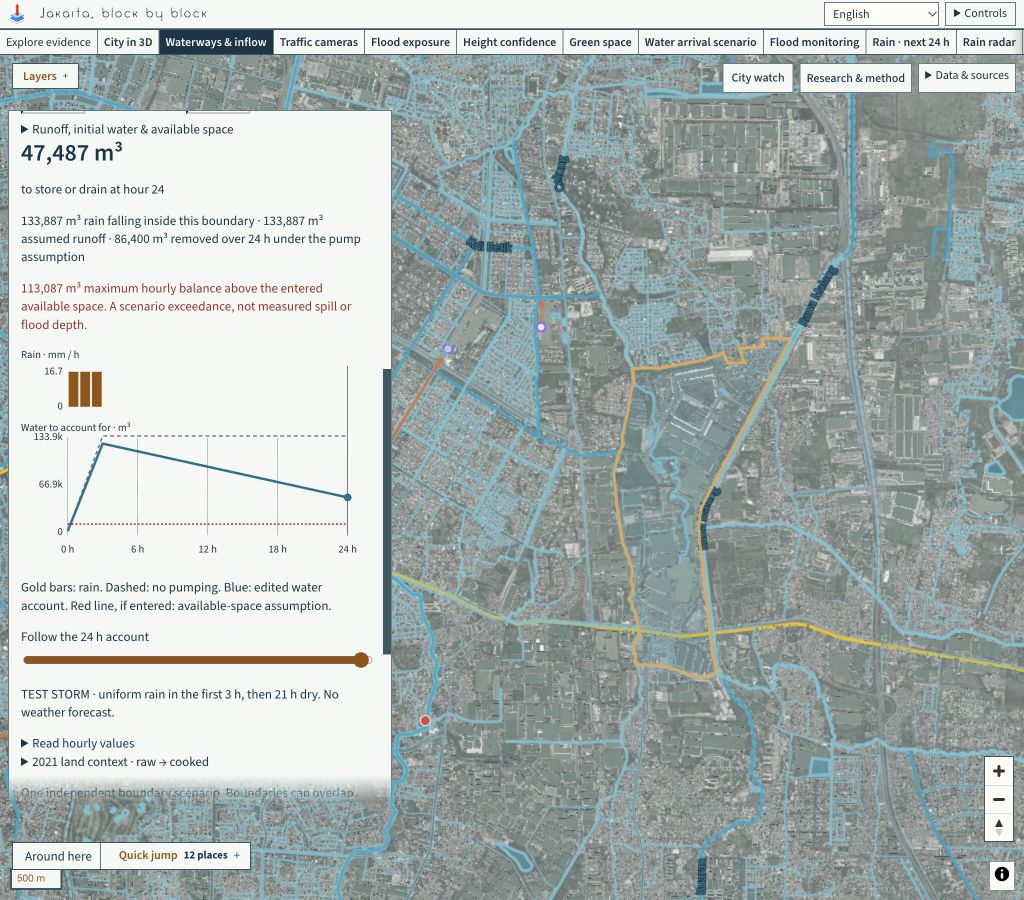 Jakarta, block by block
English
Controls
Explore evidence
City in 3D
Waterways & inflow
Traffic cameras
Flood exposure
Height confidence
Green space
Water arrival scenario
Flood monitoring
Rain · next 24 h
Rain radar
Layers +
City watch
Research & method
Data & sources
Runoff, initial water & available space
47,487 m³
to store or drain at hour 24
133,887 m³ rain falling inside this boundary · 133,887 m³
assumed runoff · 86,400 m³ removed over 24 h under the pump
assumption
113,087 m³ maximum hourly balance above the entered
available space. A scenario exceedance, not measured spill or
flood depth.
Rain · mm / h
16.7
0
Water to account for · m³
133.9k
66.9k
0
0 h
6 h
12 h
18 h
24 h
Gold bars: rain. Dashed: no pumping. Blue: edited water
account. Red line, if entered: available-space assumption.
Follow the 24 h account
TEST STORM · uniform rain in the first 3 h, then 21 h dry. No
weather forecast.
Read hourly values
2021 land context · raw → cooked
One independent boundary scenario. Boundaries can overlap.
Around here
Quick jump 12 places +
500 m